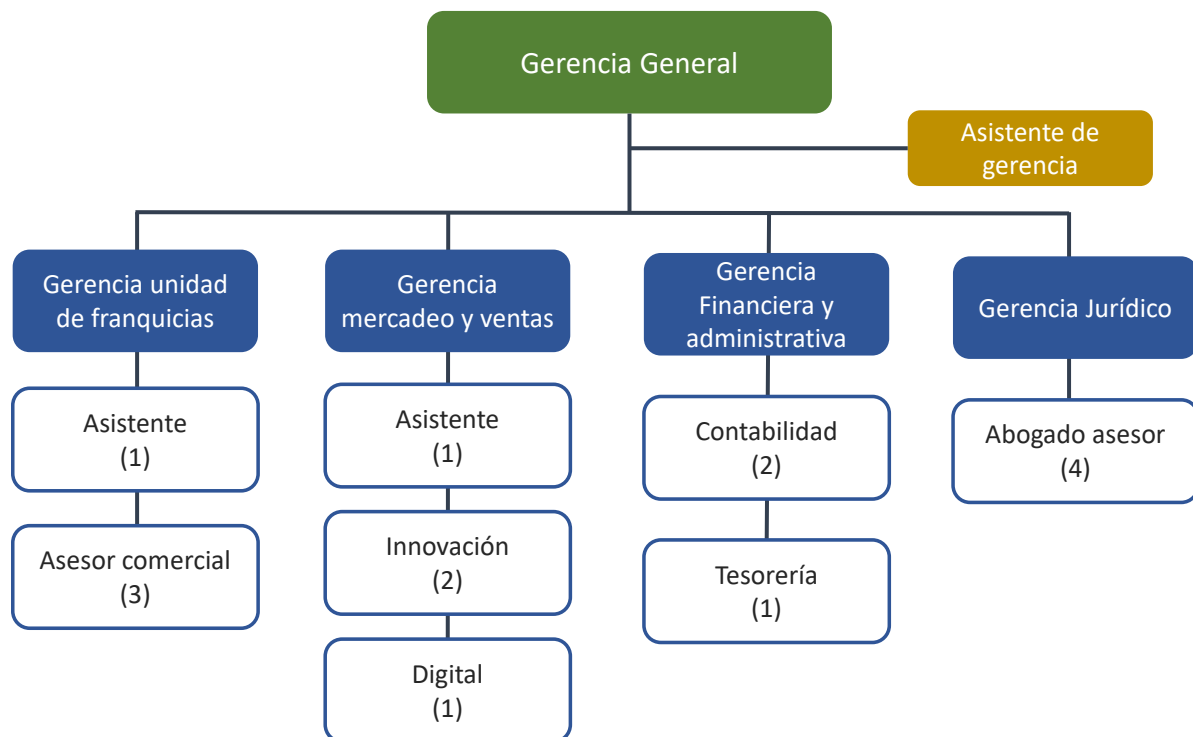 Gerencia General
Asistente de
gerencia
Gerencia unidad
de franquicias
Gerencia
mercadeo y ventas
Gerencia
Financiera y
administrativa
Gerencia Jurídico
Asistente
(1)
Asistente
(1)
Contabilidad
(2)
Abogado asesor
(4)
Asesor comercial
(3)
Innovación
(2)
Tesorería
(1)
Digital
(1)